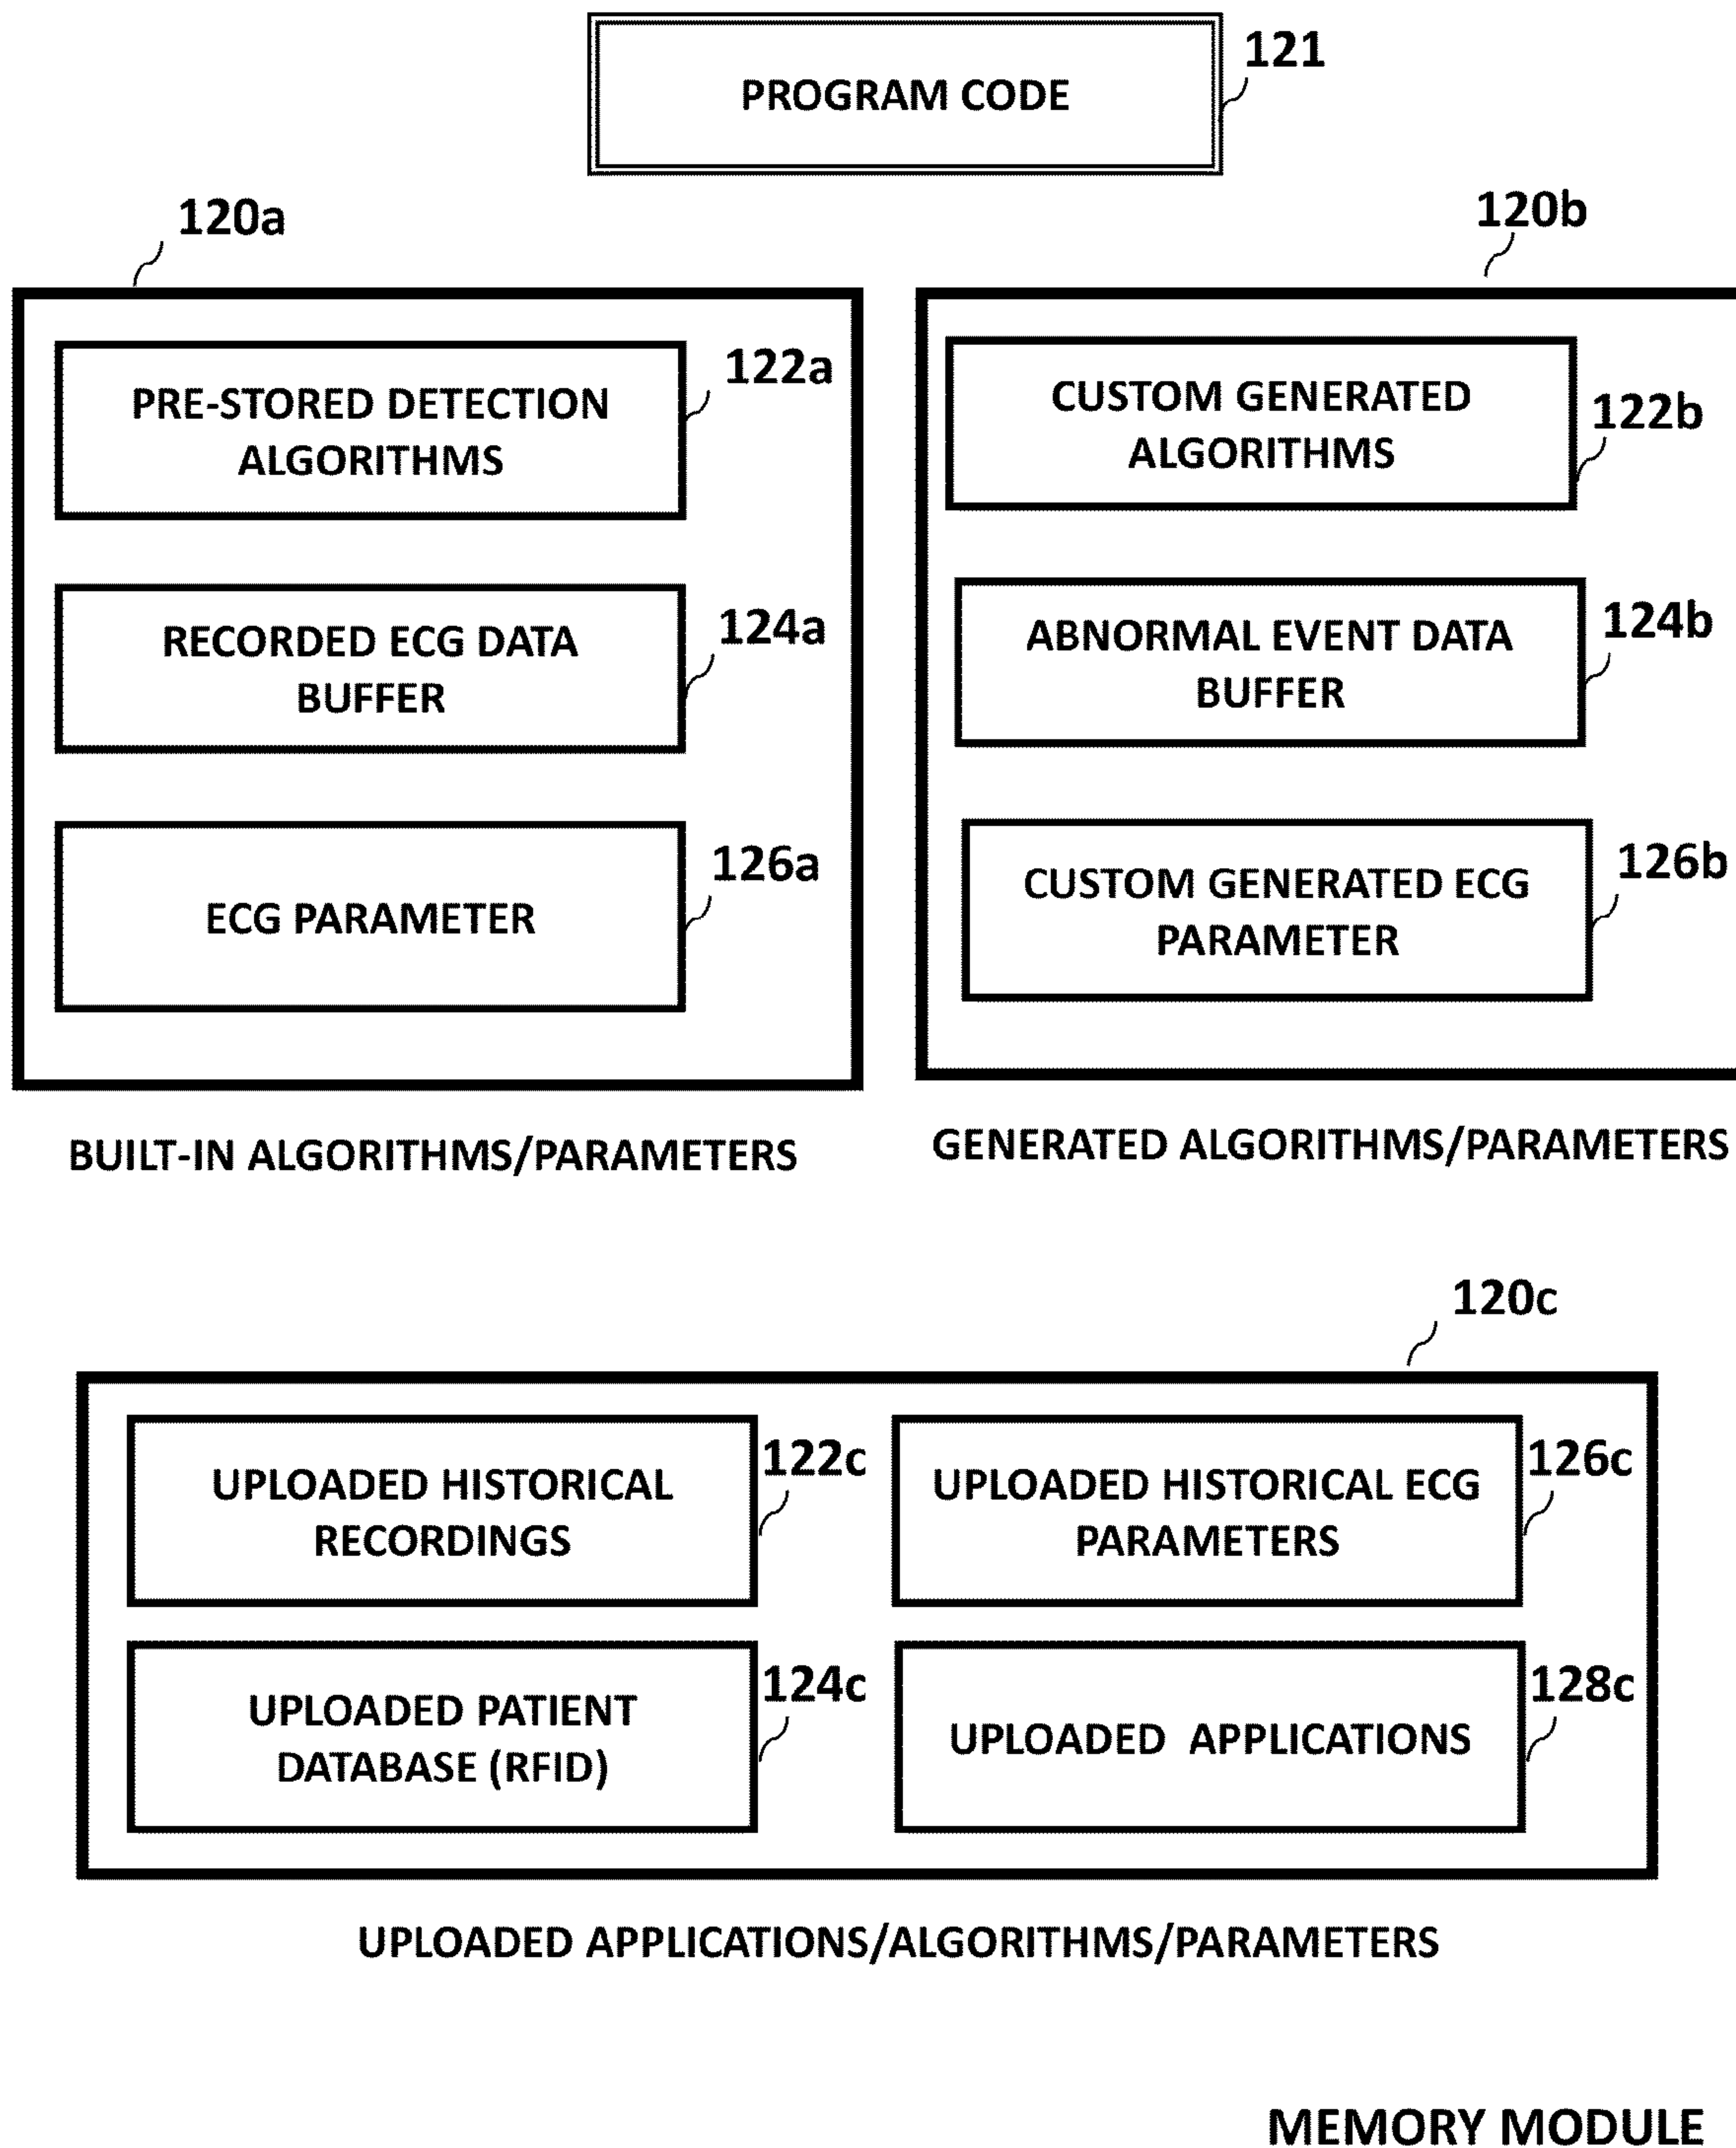 PROGRAM CODE
121
120a
PRE-STORED DETECTION
ALGORITHMS
122a
RECORDED ECG DATA
BUFFER
124a
ECG PARAMETER
126a
BUILT-IN ALGORITHMS/PARAMETERS
120b
CUSTOM GENERATED
ALGORITHMS
122b
ABNORMAL EVENT DATA
BUFFER
124b
CUSTOM GENERATED ECG
PARAMETER
126b
GENERATED ALGORITHMS/PARAMETERS
120c
UPLOADED HISTORICAL
RECORDINGS
122c
UPLOADED HISTORICAL ECG
PARAMETERS
126c
UPLOADED PATIENT
DATABASE (RFID)
124c
UPLOADED APPLICATIONS
128c
UPLOADED APPLICATIONS/ALGORITHMS/PARAMETERS
MEMORY MODULE